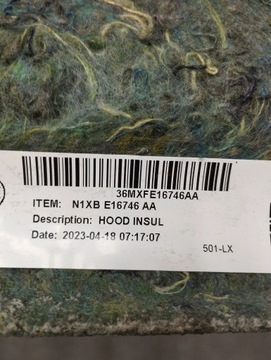 36MXFE16746AA
ITEM: N1XB E16746 AA
Description: HOOD INSUL
Date: 2023-04-18 07:17:07
501-LX